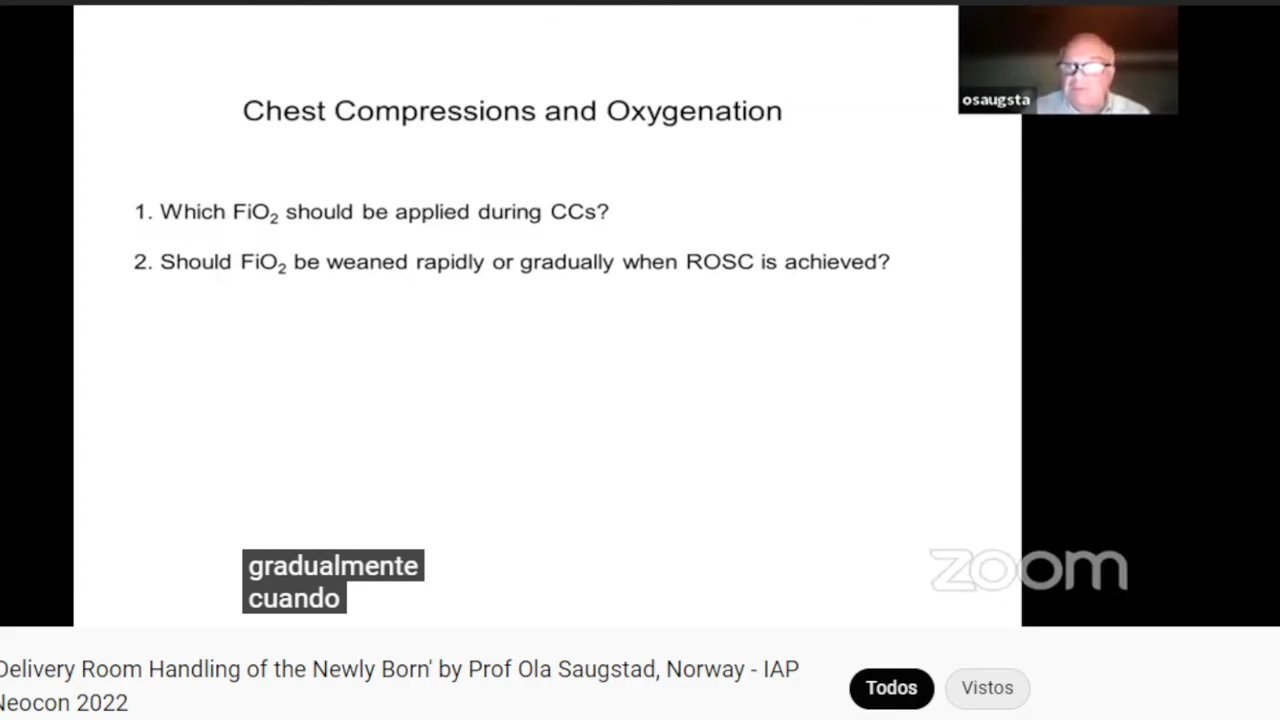 Chest Compressions and Oxygenation
osaugsta
1. Which FiO₂ should be applied during CCs?
2. Should FiO₂ be weaned rapidly or gradually when ROSC is achieved?
gradualmente
cuando
zoom
Delivery Room Handling of the Newly Born' by Prof Ola Saugstad, Norway - IAP
Neocon 2022
Todos
Vistos